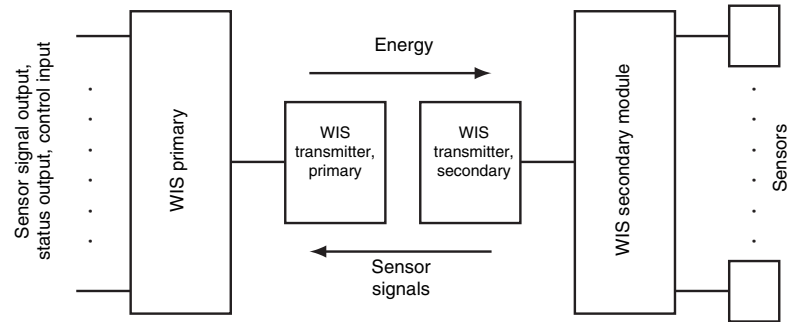 Sensor signal output,
status output, control input
WIS primary
Energy
WIS
transmitter,
primary
WIS
transmitter,
secondary
Sensor
signals
WIS secondary module
Sensors